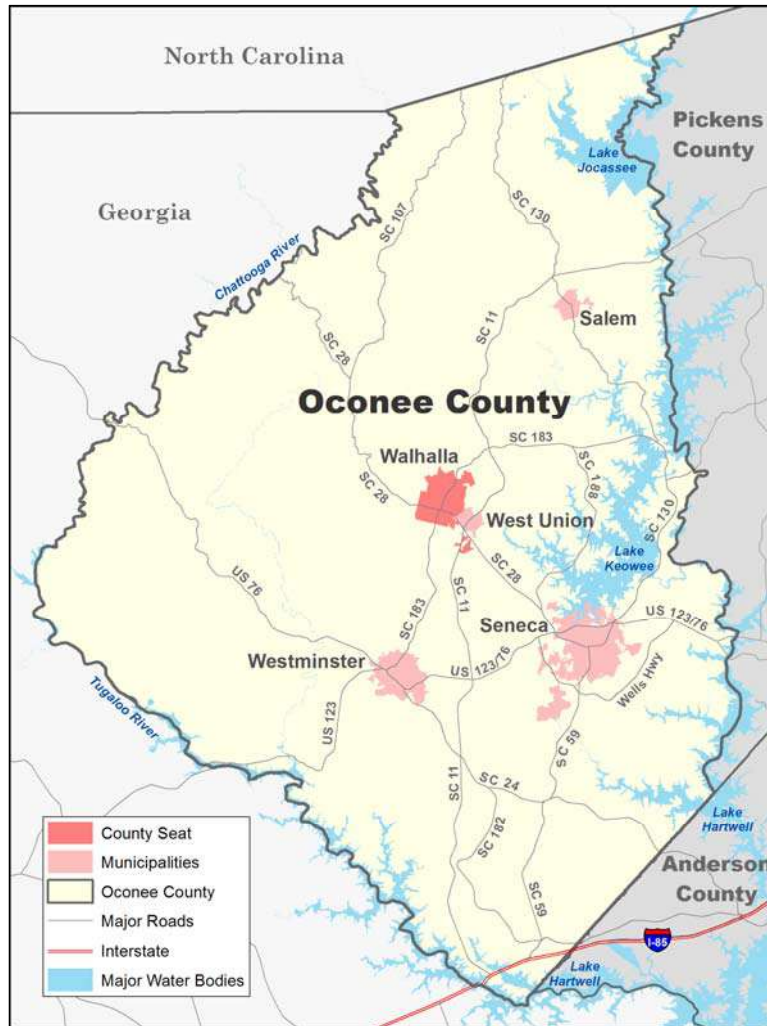 North Carolina
Pickens
County
Lake
Jocassee
Georgia
SC 107
SC 130
Chattooga River
Salem
SC 11
SC 28
Oconee County
SC 183
Walhalla
SC 188
SC 28
West Union
SC 130
Lake
Keowee
US 76
SC 28
SC 11
SC 183
Seneca
US 123/76
Westminster
US 123/76
Wells Hwy
Tugaloo River
US 123
S C 59
SC 11
SC 24
Lake
Hartwell
SC 182
County Seat
Municipalities
Oconee County
Major Roads
Interstate
Major Water Bodies
Anderson
County
SC 59
I-85
Lake
Hartwell